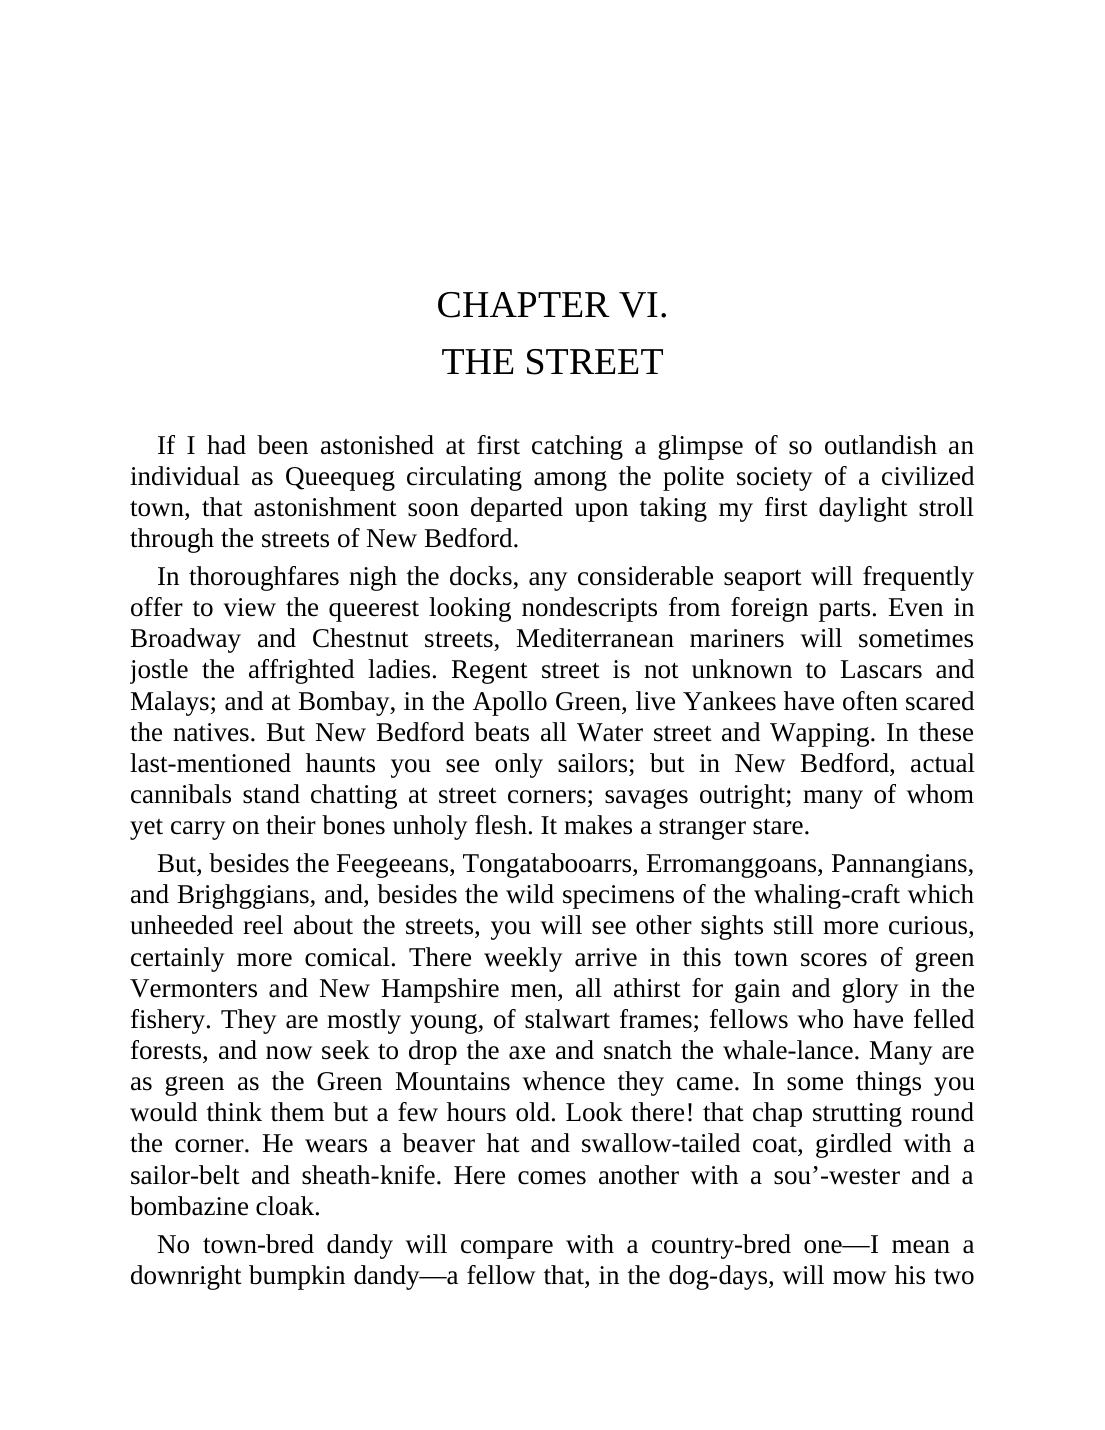 CHAPTER VI.
THE STREET
If I had been astonished at first catching a glimpse of so outlandish an
individual as Queequeg circulating among the polite society of a civilized
town, that astonishment soon departed upon taking my first daylight stroll
through the streets of New Bedford.
In thoroughfares nigh the docks, any considerable seaport will frequently
offer to view the queerest looking nondescripts from foreign parts. Even in
Broadway and Chestnut streets, Mediterranean mariners will sometimes
jostle the affrighted ladies. Regent street is not unknown to Lascars and
Malays; and at Bombay, in the Apollo Green, live Yankees have often scared
the natives. But New Bedford beats all Water street and Wapping. In these
last-mentioned haunts you see only sailors; but in New Bedford, actual
cannibals stand chatting at street corners; savages outright; many of whom
yet carry on their bones unholy flesh. It makes a stranger stare.
But, besides the Feegeeans, Tongatabooarrs, Erromanggoans, Pannangians,
and Brighggians, and, besides the wild specimens of the whaling-craft which
unheeded reel about the streets, you will see other sights still more curious,
certainly more comical. There weekly arrive in this town scores of green
Vermonters and New Hampshire men, all athirst for gain and glory in the
fishery. They are mostly young, of stalwart frames; fellows who have felled
forests, and now seek to drop the axe and snatch the whale-lance. Many are
as green as the Green Mountains whence they came. In some things you
would think them but a few hours old. Look there! that chap strutting round
the corner. He wears a beaver hat and swallow-tailed coat, girdled with a
sailor-belt and sheath-knife. Here comes another with a sou’-wester and a
bombazine cloak.
No town-bred dandy will compare with a country-bred one—I mean a
downright bumpkin dandy—a fellow that, in the dog-days, will mow his two